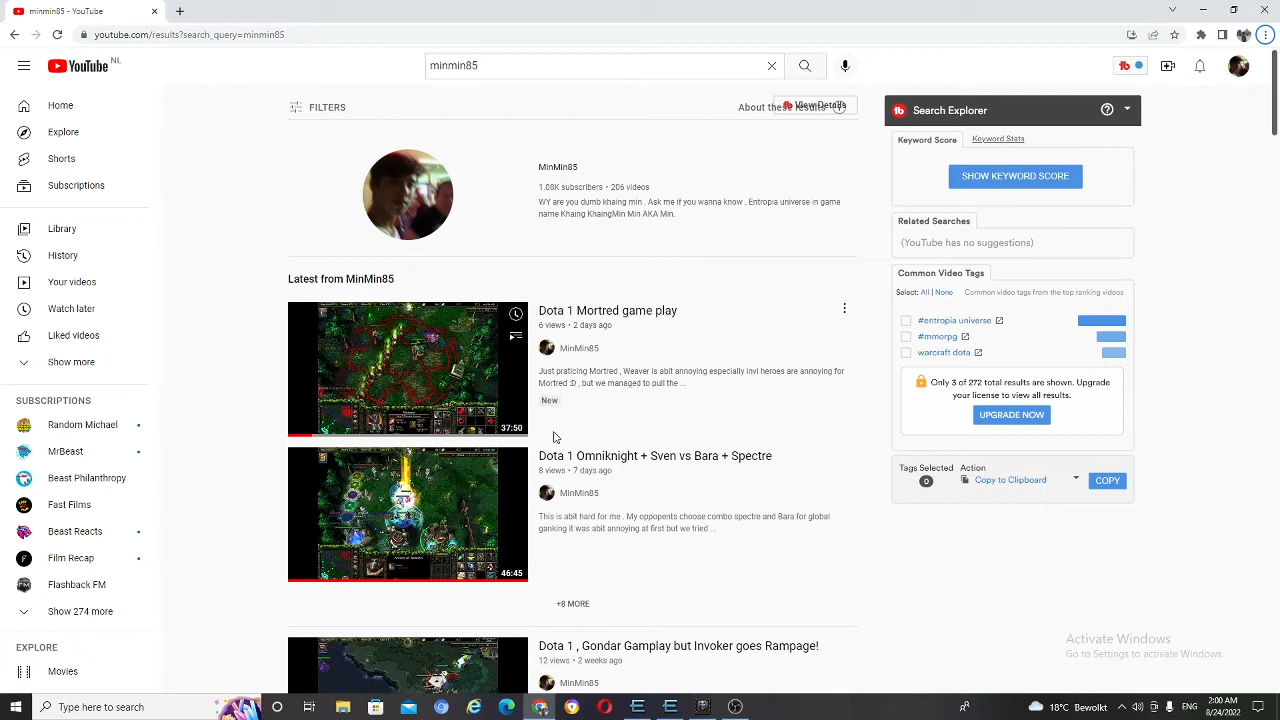 minmin85 - YouTube
youtube.com/results?search_query=minmin85
YouTube NL
minmin85
Home
Explore
Shorts
Subscriptions
Library
History
Your videos
Watch later
Liked videos
Show more
SUBSCRIPTIONS
Random Michael
MrBeast
Beast Philanthropy
Fast Films
Beast Reacts
Film Recap
Flashback FM
Show 274 more
EXPLORE
Movies
FILTERS
About these results
View Details
MinMin85
1.08K subscribers • 206 videos
WY are you dumb khaing min . Ask me if you wanna know . Entropia universe in game
name Khaing KhaingMin Min AKA Min.
Latest from MinMin85
37:50
Dota 1 Mortred game play
6 views • 2 days ago
MinMin85
Just praticing Mortred , Weaver is abit annoying especially Invi heroes are annoying for
Mortred :D , but we managed to pull the ...
New
46:45
Dota 1 Omniknight + Sven vs Bara + Spectre
8 views • 7 days ago
MinMin85
This is abit hard for me . My oppopents choose combo spectre and Bara for global
ganking it was abit annoying at first but we tried ...
+8 MORE
Dota 1 , Gondar Gamplay but Invoker goes Rampage!
12 views • 2 weeks ago
MinMin85
Search Explorer
Keyword Score
Keyword Stats
SHOW KEYWORD SCORE
Related Searches
(YouTube has no suggestions)
Common Video Tags
Select: All | None Common video tags from the top ranking videos
#entropia universe
#mmorpg
warcraft dota
Only 3 of 272 total results are shown. Upgrade
your license to view all results.
UPGRADE NOW
Tags Selected Action
0 Copy to Clipboard
COPY
Activate Windows
Go to Settings to activate Windows.
Type here to search
18°C Bewolkt
2:00 AM
8/24/2022